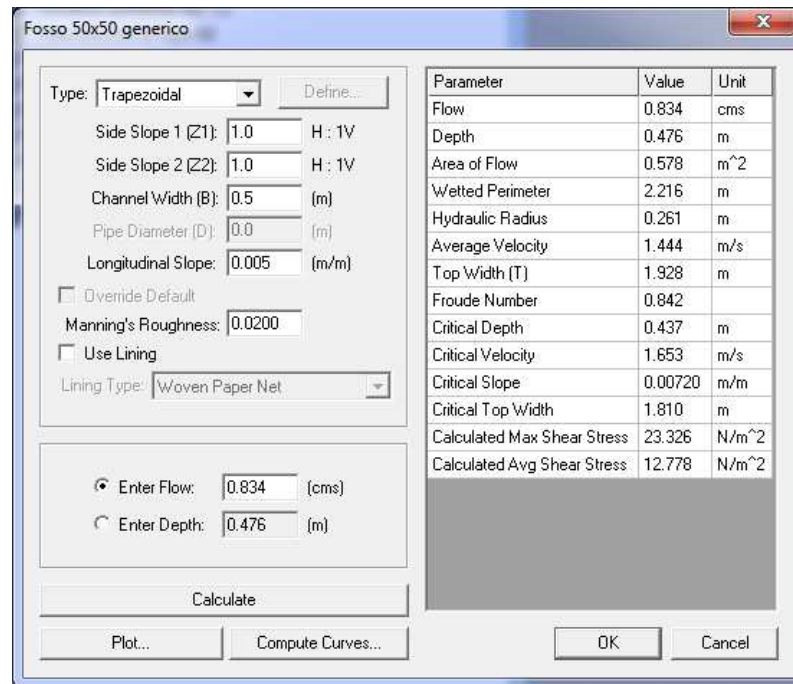 Fosso 50x50 generico
Type: Trapezoidal Define...
Side Slope 1 (Z1): 1.0 H : 1V
Side Slope 2 (Z2): 1.0 H : 1V
Channel Width (B): 0.5 (m)
Pipe Diameter (D): 0.0 (m)
Longitudinal Slope: 0.005 (m/m)
Override Default
Manning's Roughness: 0.0200
Use Lining
Lining Type: Woven Paper Net
Enter Flow: 0.834 (cms)
Enter Depth: 0.476 (m)
Calculate
Plot... Compute Curves...
Parameter Value Unit
Flow 0.834 cms
Depth 0.476 m
Area of Flow 0.578 m^2
Wetted Perimeter 2.216 m
Hydraulic Radius 0.261 m
Average Velocity 1.444 m/s
Top Width (T) 1.928 m
Froude Number 0.842
Critical Depth 0.437 m
Critical Velocity 1.653 m/s
Critical Slope 0.00720 m/m
Critical Top Width 1.810 m
Calculated Max Shear Stress 23.326 N/m^2
Calculated Avg Shear Stress 12.778 N/m^2
OK Cancel